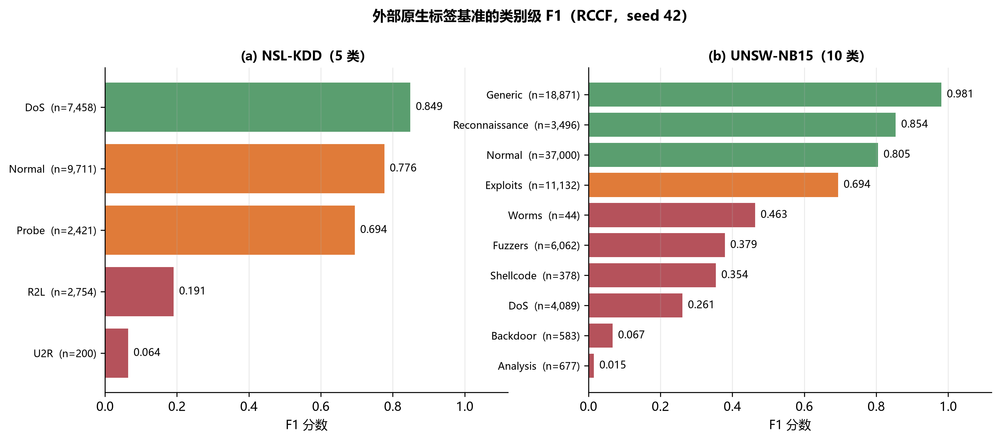 外部原生标签基准的类别级 F1（RCCF，seed 42）
(a) NSL-KDD（5 类）
DoS (n=7,458)
0.849
Normal (n=9,711)
0.776
Probe (n=2,421)
0.694
R2L (n=2,754)
0.191
U2R (n=200)
0.064
0.0 0.2 0.4 0.6 0.8 1.0
F1 分数
(b) UNSW-NB15（10 类）
Generic (n=18,871)
0.981
Reconnaissance (n=3,496)
0.854
Normal (n=37,000)
0.805
Exploits (n=11,132)
0.694
Worms (n=44)
0.463
Fuzzers (n=6,062)
0.379
Shellcode (n=378)
0.354
DoS (n=4,089)
0.261
Backdoor (n=583)
0.067
Analysis (n=677)
0.015
0.0 0.2 0.4 0.6 0.8 1.0
F1 分数